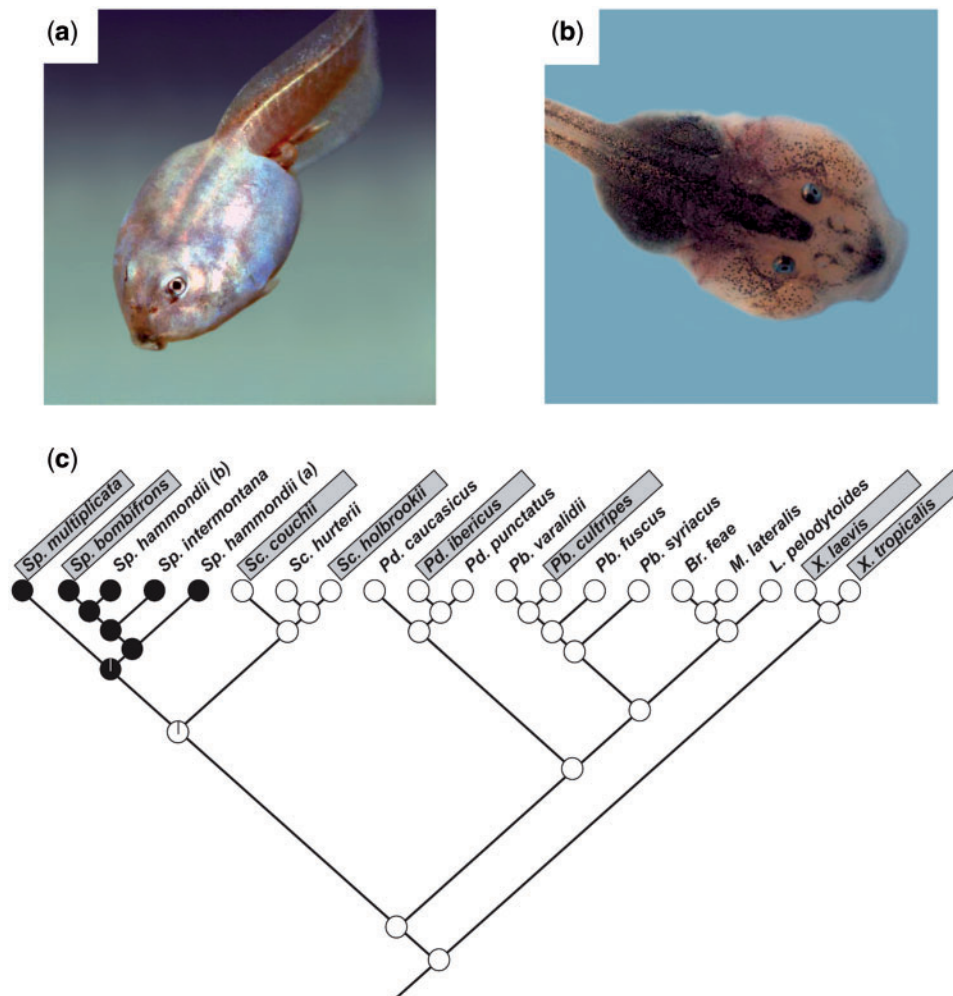 (a)
(b)
(c)
Sp. multiplicata
Sp. bombifrons
Sp. hammondii (b)
Sp. intermontana
Sp. hammondii (a)
Sc. couchii
Sc. hurterii
Sc. holbrookii
Pd. caucasicus
Pd. ibericus
Pd. punctatus
Pb. varaldii
Pb. cultripes
Pb. fuscus
Pb. syriacus
Br. feae
M. lateralis
L. pelodytoides
X. laevis
X. tropicalis